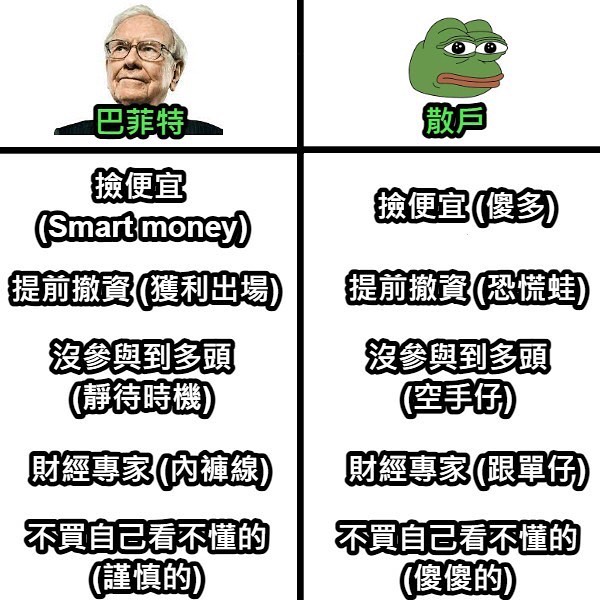 巴菲特
散戶
撿便宜
(Smart money)
撿便宜 (傻多)
提前撤資 (獲利出場)
提前撤資 (恐慌蛙)
沒參與到多頭
(靜待時機)
沒參與到多頭
(空手仔)
財經專家 (內褲線)
財經專家 (跟單仔)
不買自己看不懂的
(謹慎的)
不買自己看不懂的
(傻傻的)